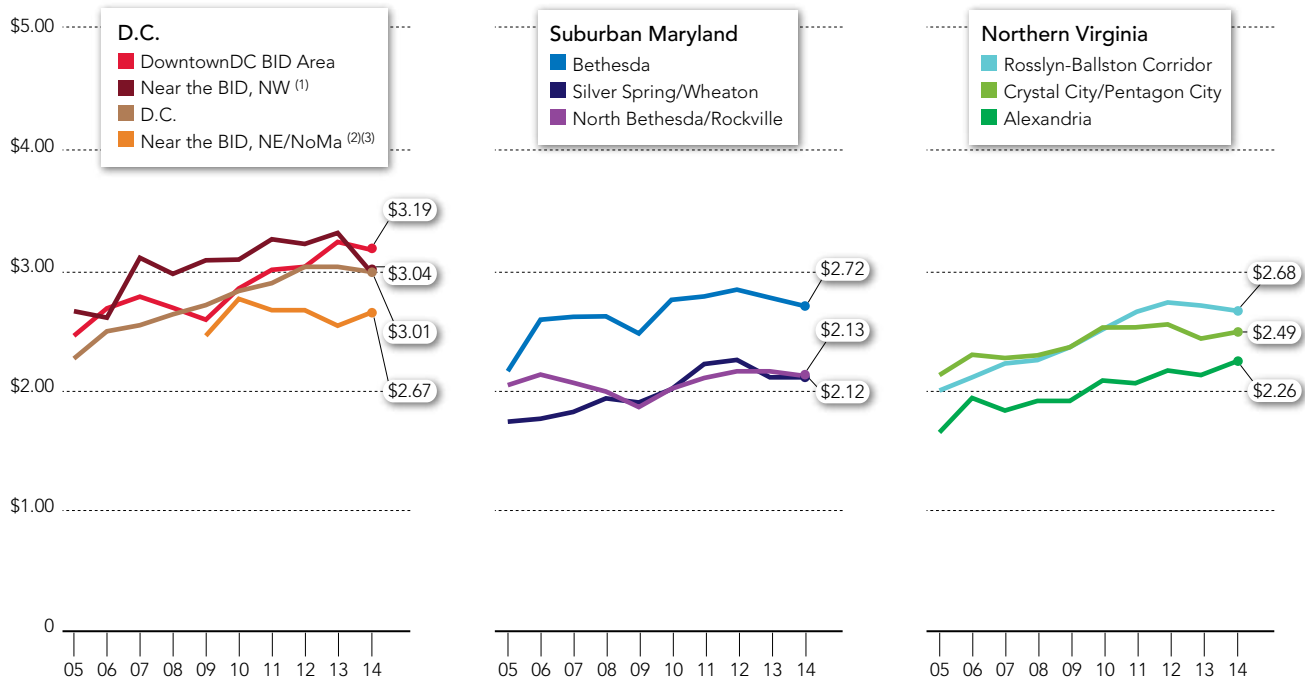 $5.00
$4.00
$3.00
$2.00
$1.00
0
D.C.
DowntownDC BID Area
Near the BID, NW (1)
D.C.
Near the BID, NE/NoMa (2)(3)
$3.19
$3.04
$3.01
$2.67
05 06 07 08 09 10 11 12 13 14
Suburban Maryland
Bethesda
Silver Spring/Wheaton
North Bethesda/Rockville
$2.72
$2.13
$2.12
05 06 07 08 09 10 11 12 13 14
Northern Virginia
Rosslyn-Ballston Corridor
Crystal City/Pentagon City
Alexandria
$2.68
$2.49
$2.26
05 06 07 08 09 10 11 12 13 14